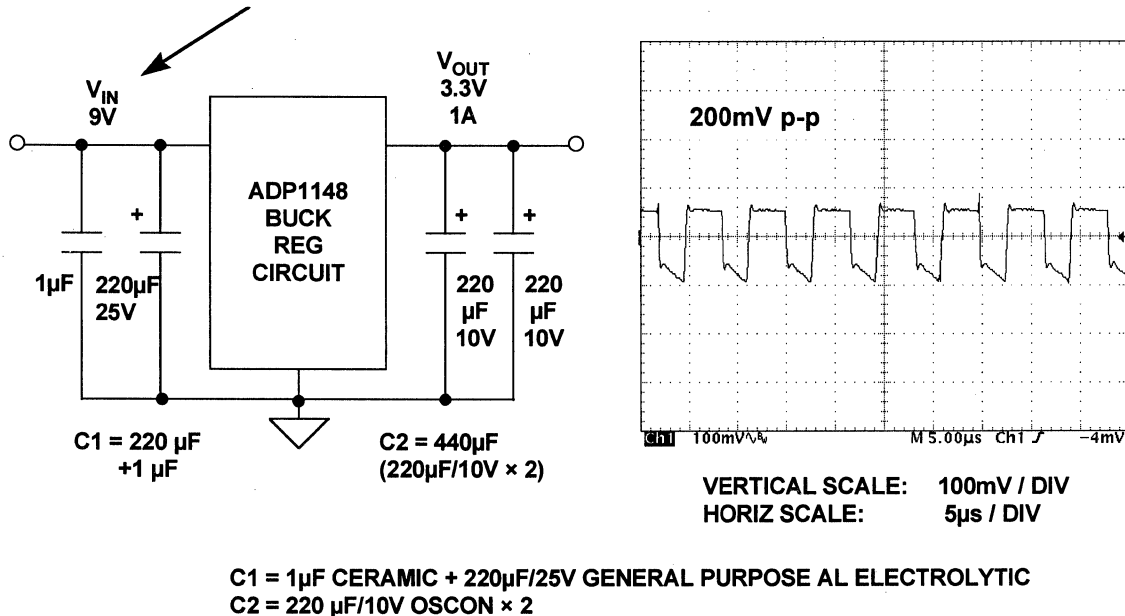 V_IN
9V
V_OUT
3.3V
1A
+
ADP1148
BUCK
REG
CIRCUIT
+
+
1µF
220µF
25V
220
µF
10V
220
µF
10V
C1 = 220 µF
+1 µF
C2 = 440µF
(220µF/10V × 2)
200mV p-p
Ch1 100mV∿Bw M 5.00µs Ch1 ƒ −4mV
VERTICAL SCALE: 100mV / DIV
HORIZ SCALE: 5µs / DIV
C1 = 1µF CERAMIC + 220µF/25V GENERAL PURPOSE AL ELECTROLYTIC
C2 = 220 µF/10V OSCON × 2